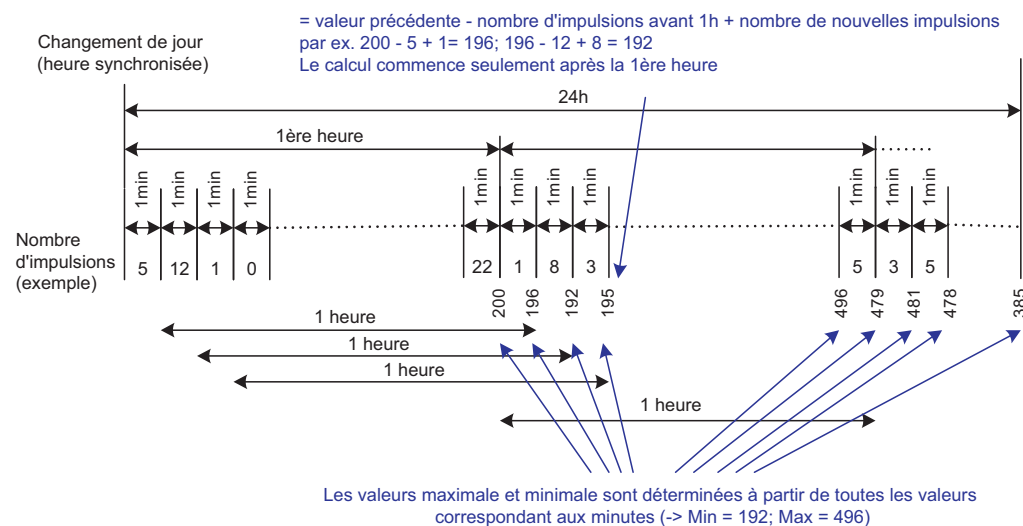 = valeur précédente - nombre d'impulsions avant 1h + nombre de nouvelles impulsions
par ex. 200 - 5 + 1= 196; 196 - 12 + 8 = 192
Le calcul commence seulement après la 1ère heure
Changement de jour
(heure synchronisée)
24h
1ère heure
1min 1min 1min 1min 1min 1min 1min 1min 1min 1min 1min
Nombre
d'impulsions
(exemple)
5 12 1 0 22 1 8 3 5 3 5
200 196 192 195 496 479 481 478 385
1 heure
1 heure
1 heure
1 heure
Les valeurs maximale et minimale sont déterminées à partir de toutes les valeurs
correspondant aux minutes (-> Min = 192; Max = 496)